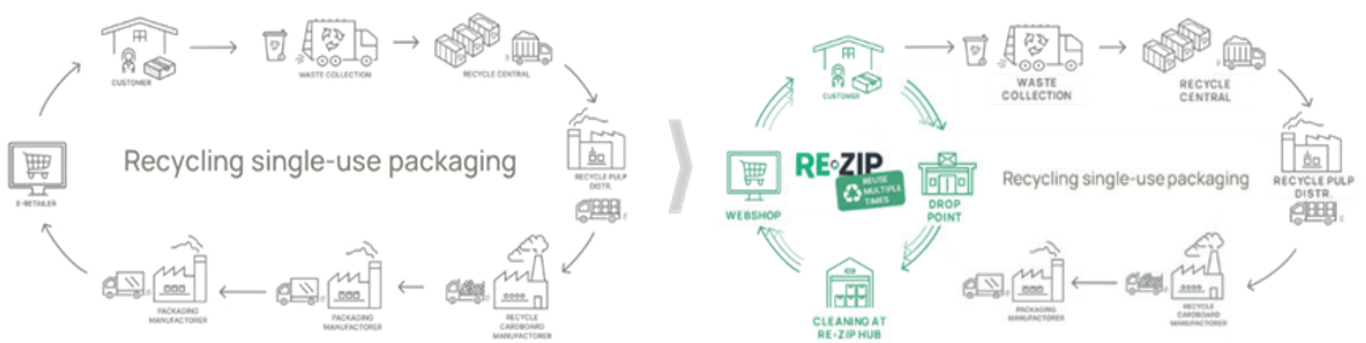 CUSTOMER
WASTE COLLECTION
RECYCLE CENTRAL
Recycling single-use packaging
E-RETAILER
RECYCLE PULP
DISTR.
PACKAGING
MANUFACTORER
PACKAGING
MANUFACTORER
RECYCLE
CARDBOARD
MANUFACTORER
CUSTOMER
WASTE
COLLECTION
RECYCLE
CENTRAL
RE-ZIP
REUSE
MULTIPLE
TIMES
WEBSHOP
DROP
POINT
Recycling single-use packaging
RECYCLE PULP
DISTR.
CLEANING AT
RE-ZIP HUB
PACKAGING
MANUFACTORER
RECYCLE
CARDBOARD
MANUFACTORER